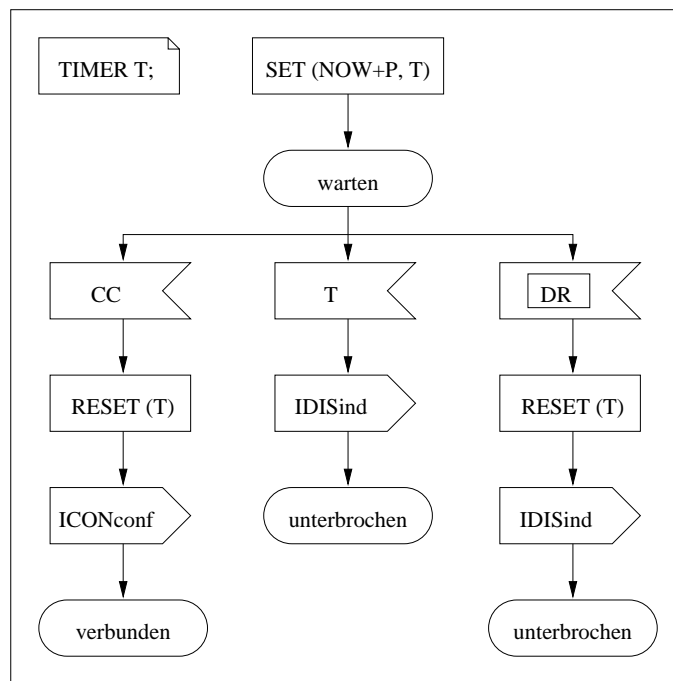 TIMER T;
SET (NOW+P, T)
warten
CC
T
DR
RESET (T)
IDISind
RESET (T)
ICONconf
unterbrochen
IDISind
verbunden
unterbrochen